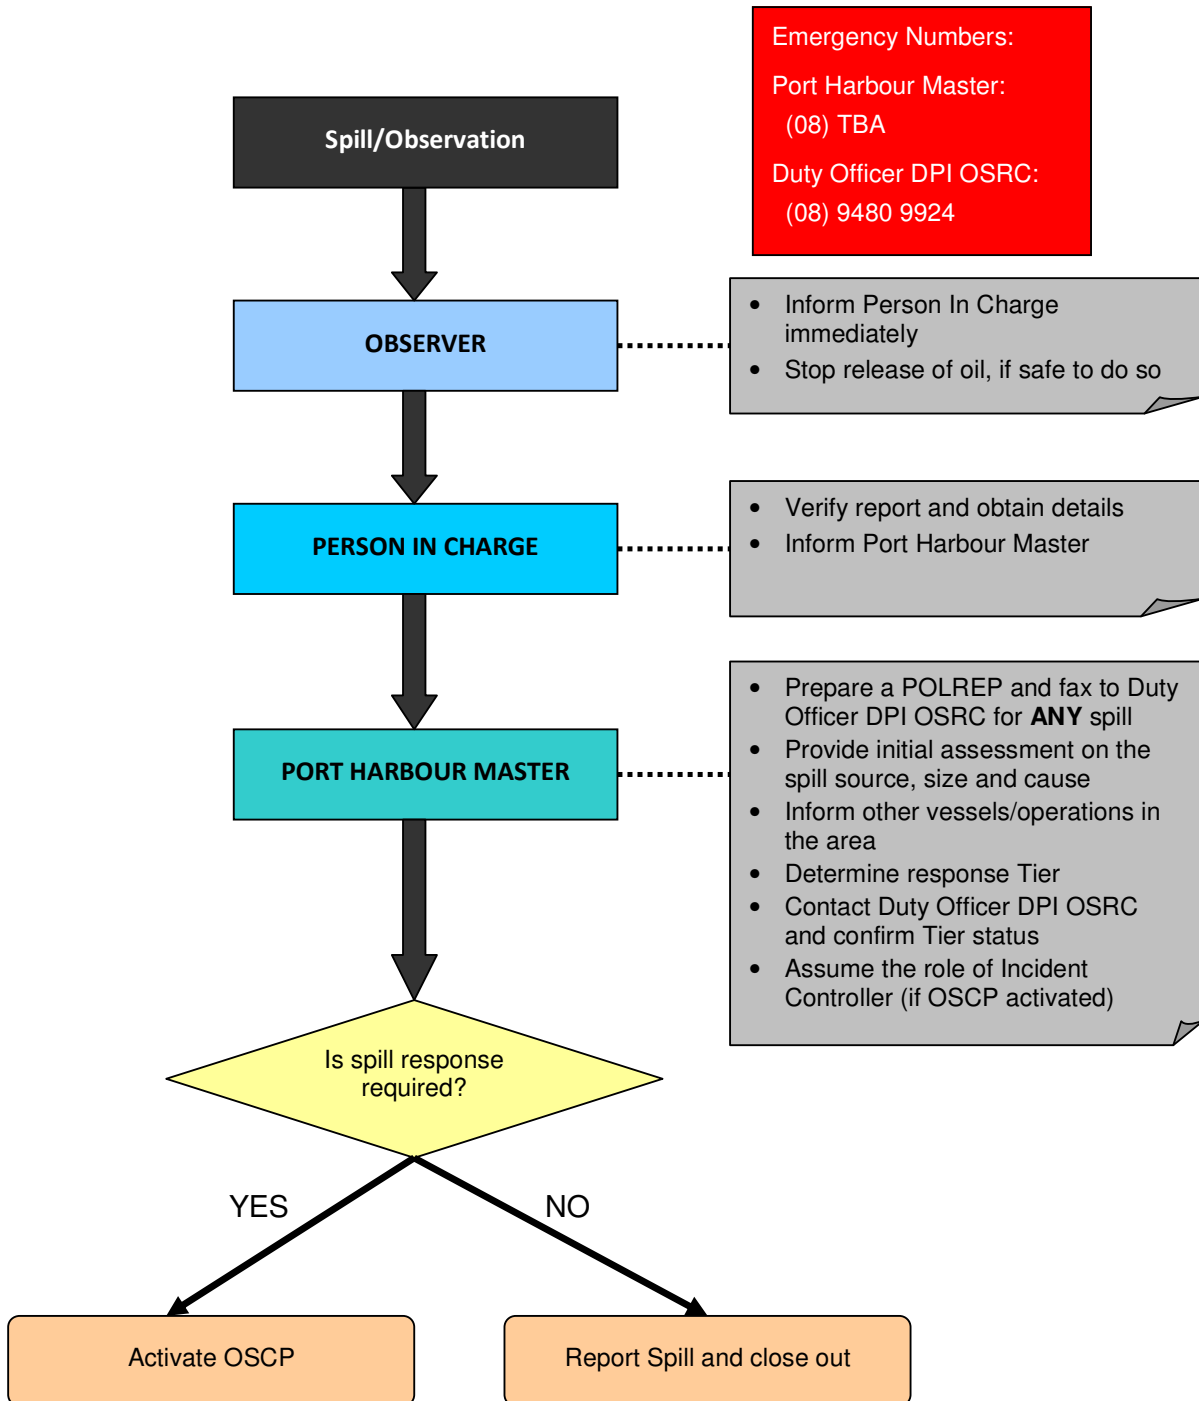 Emergency Numbers:
Port Harbour Master:
(08) TBA
Duty Officer DPI OSRC:
(08) 9480 9924
Spill/Observation
OBSERVER
• Inform Person In Charge
immediately
• Stop release of oil, if safe to do so
PERSON IN CHARGE
• Verify report and obtain details
• Inform Port Harbour Master
PORT HARBOUR MASTER
• Prepare a POLREP and fax to Duty
Officer DPI OSRC for ANY spill
• Provide initial assessment on the
spill source, size and cause
• Inform other vessels/operations in
the area
• Determine response Tier
• Contact Duty Officer DPI OSRC
and confirm Tier status
• Assume the role of Incident
Controller (if OSCP activated)
Is spill response
required?
YES
NO
Activate OSCP
Report Spill and close out